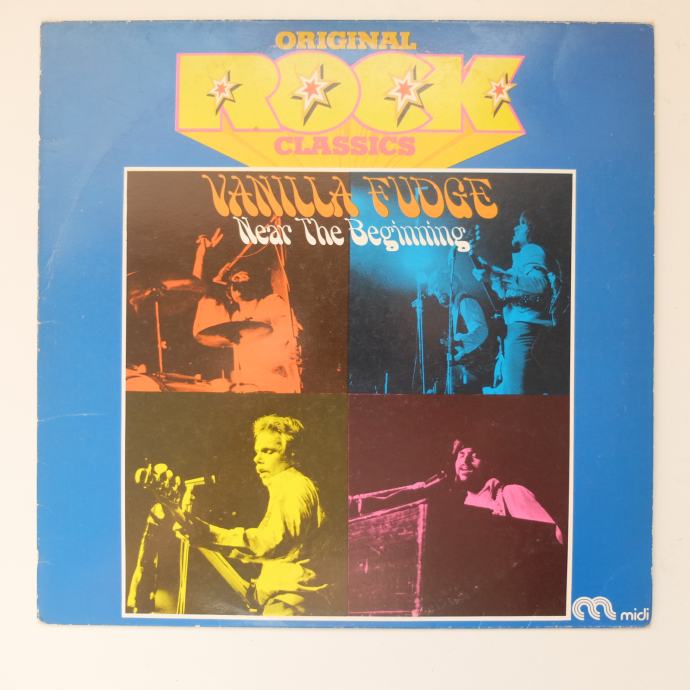 ORIGINAL
ROCK
CLASSICS
VANILLA FUDGE
Near The Beginning
midi